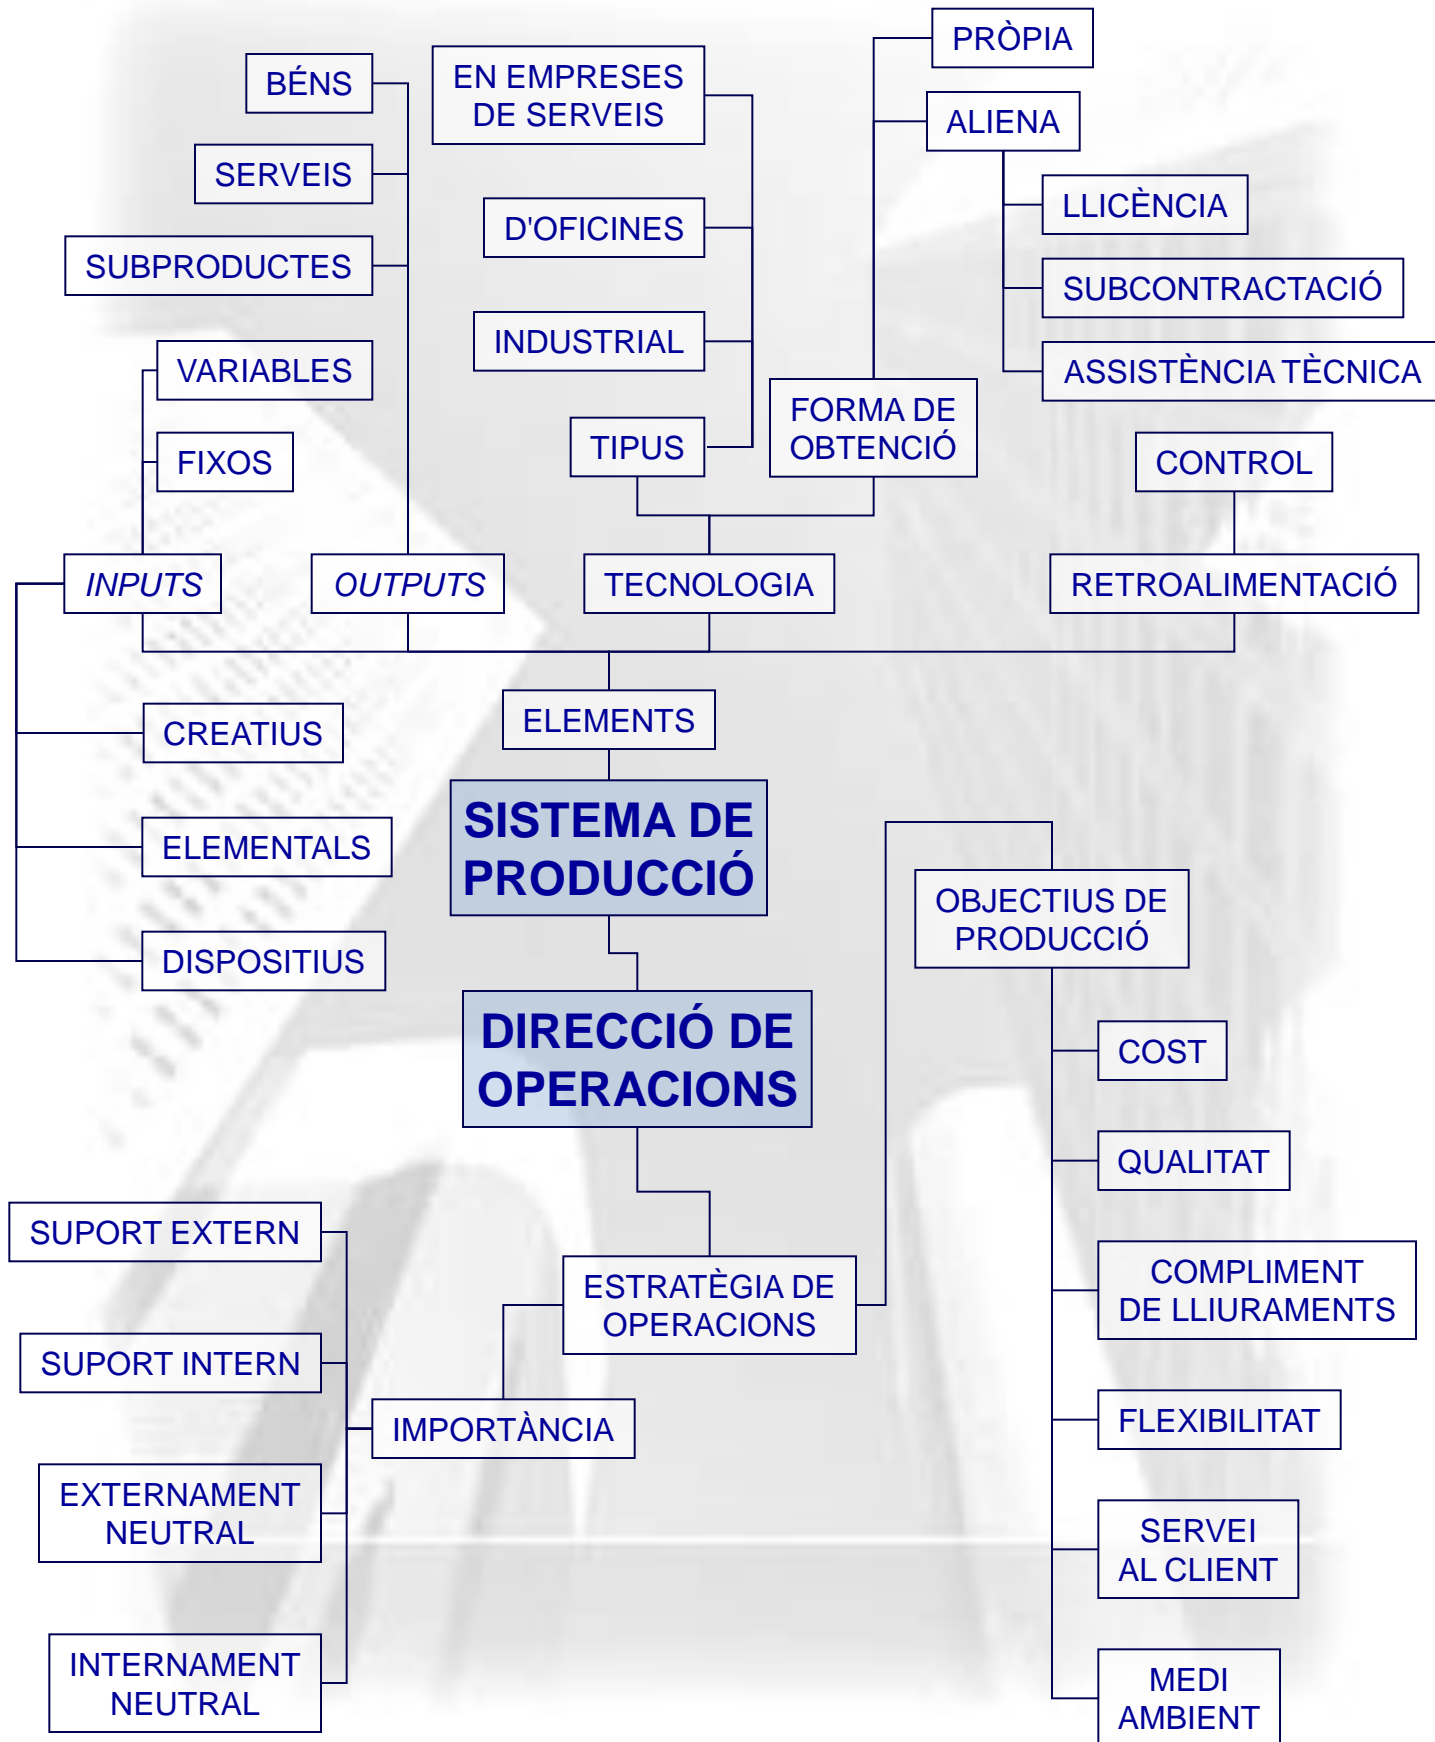 PRÒPIA
BÉNS
EN EMPRESES
DE SERVEIS
ALIENA
SERVEIS
LLICÈNCIA
D'OFICINES
SUBPRODUCTES
SUBCONTRACTACIÓ
INDUSTRIAL
VARIABLES
ASSISTÈNCIA TÈCNICA
FORMA DE
OBTENCIÓ
TIPUS
FIXOS
CONTROL
INPUTS
OUTPUTS
TECNOLOGIA
RETROALIMENTACIÓ
ELEMENTS
CREATIUS
SISTEMA DE
PRODUCCIÓ
ELEMENTALS
OBJECTIUS DE
PRODUCCIÓ
DISPOSITIUS
DIRECCIÓ DE
OPERACIONS
COST
QUALITAT
SUPORT EXTERN
COMPLIMENT
DE LLIURAMENTS
ESTRATÈGIA DE
OPERACIONS
SUPORT INTERN
IMPORTÀNCIA
FLEXIBILITAT
EXTERNAMENT
NEUTRAL
SERVEI
AL CLIENT
INTERNAMENT
NEUTRAL
MEDI
AMBIENT